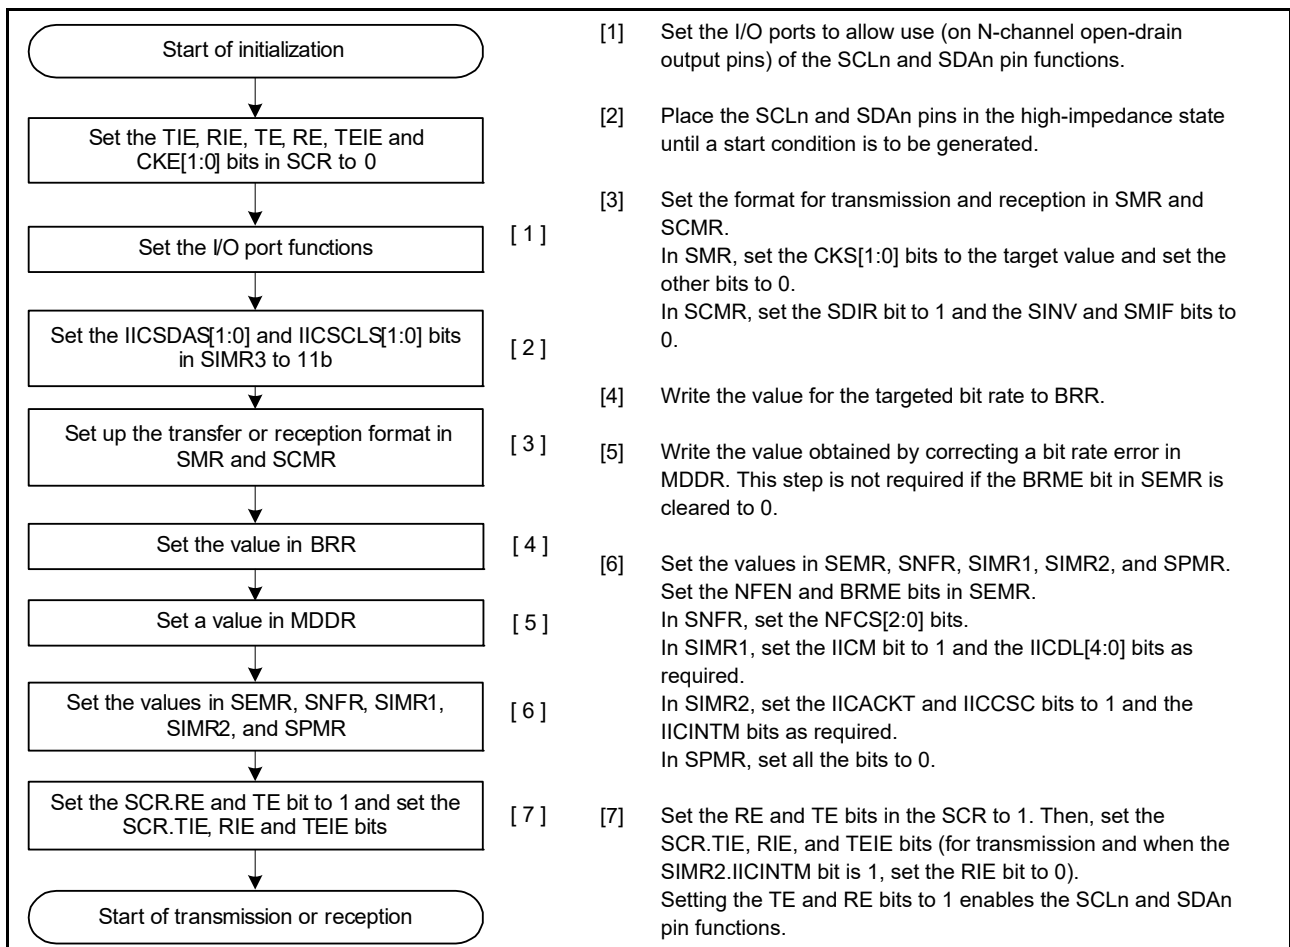 Start of initialization
Set the TIE, RIE, TE, RE, TEIE and
CKE[1:0] bits in SCR to 0
Set the I/O port functions
[ 1 ]
Set the IICSDAS[1:0] and IICSCLS[1:0] bits
in SIMR3 to 11b
[ 2 ]
Set up the transfer or reception format in
SMR and SCMR
[ 3 ]
Set the value in BRR
[ 4 ]
Set a value in MDDR
[ 5 ]
Set the values in SEMR, SNFR, SIMR1,
SIMR2, and SPMR
[ 6 ]
Set the SCR.RE and TE bit to 1 and set the
SCR.TIE, RIE and TEIE bits
[ 7 ]
Start of transmission or reception
[1] Set the I/O ports to allow use (on N-channel open-drain
output pins) of the SCLn and SDAn pin functions.
[2] Place the SCLn and SDAn pins in the high-impedance state
until a start condition is to be generated.
[3] Set the format for transmission and reception in SMR and
SCMR.
In SMR, set the CKS[1:0] bits to the target value and set the
other bits to 0.
In SCMR, set the SDIR bit to 1 and the SINV and SMIF bits to
0.
[4] Write the value for the targeted bit rate to BRR.
[5] Write the value obtained by correcting a bit rate error in
MDDR. This step is not required if the BRME bit in SEMR is
cleared to 0.
[6] Set the values in SEMR, SNFR, SIMR1, SIMR2, and SPMR.
Set the NFEN and BRME bits in SEMR.
In SNFR, set the NFCS[2:0] bits.
In SIMR1, set the IICM bit to 1 and the IICDL[4:0] bits as
required.
In SIMR2, set the IICACKT and IICCSC bits to 1 and the
IICINTM bits as required.
In SPMR, set all the bits to 0.
[7] Set the RE and TE bits in the SCR to 1. Then, set the
SCR.TIE, RIE, and TEIE bits (for transmission and when the
SIMR2.IICINTM bit is 1, set the RIE bit to 0).
Setting the TE and RE bits to 1 enables the SCLn and SDAn
pin functions.